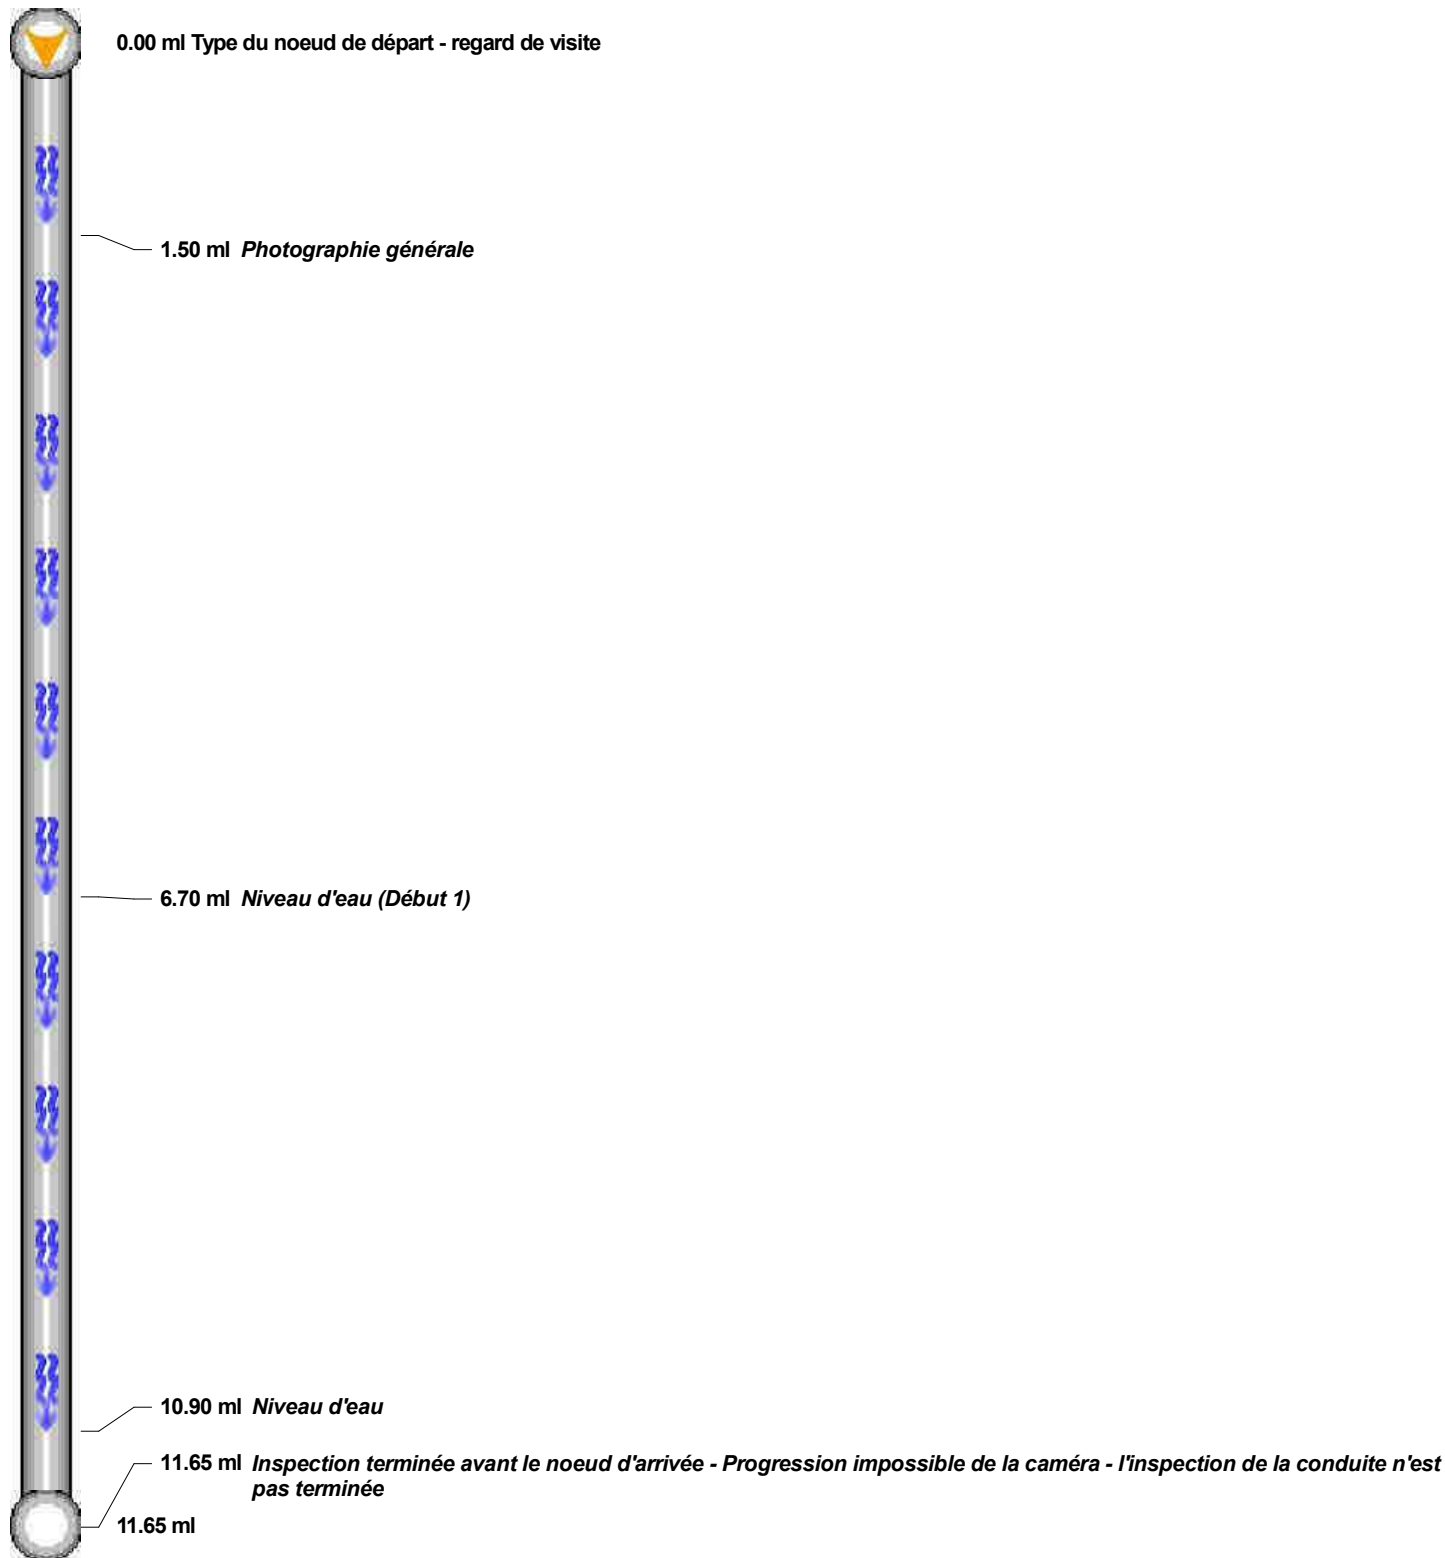 0.00 ml Type du noeud de départ - regard de visite
1.50 ml Photographie générale
6.70 ml Niveau d'eau (Début 1)
10.90 ml Niveau d'eau
11.65 ml Inspection terminée avant le noeud d'arrivée - Progression impossible de la caméra - l'inspection de la conduite n'est
pas terminée
11.65 ml